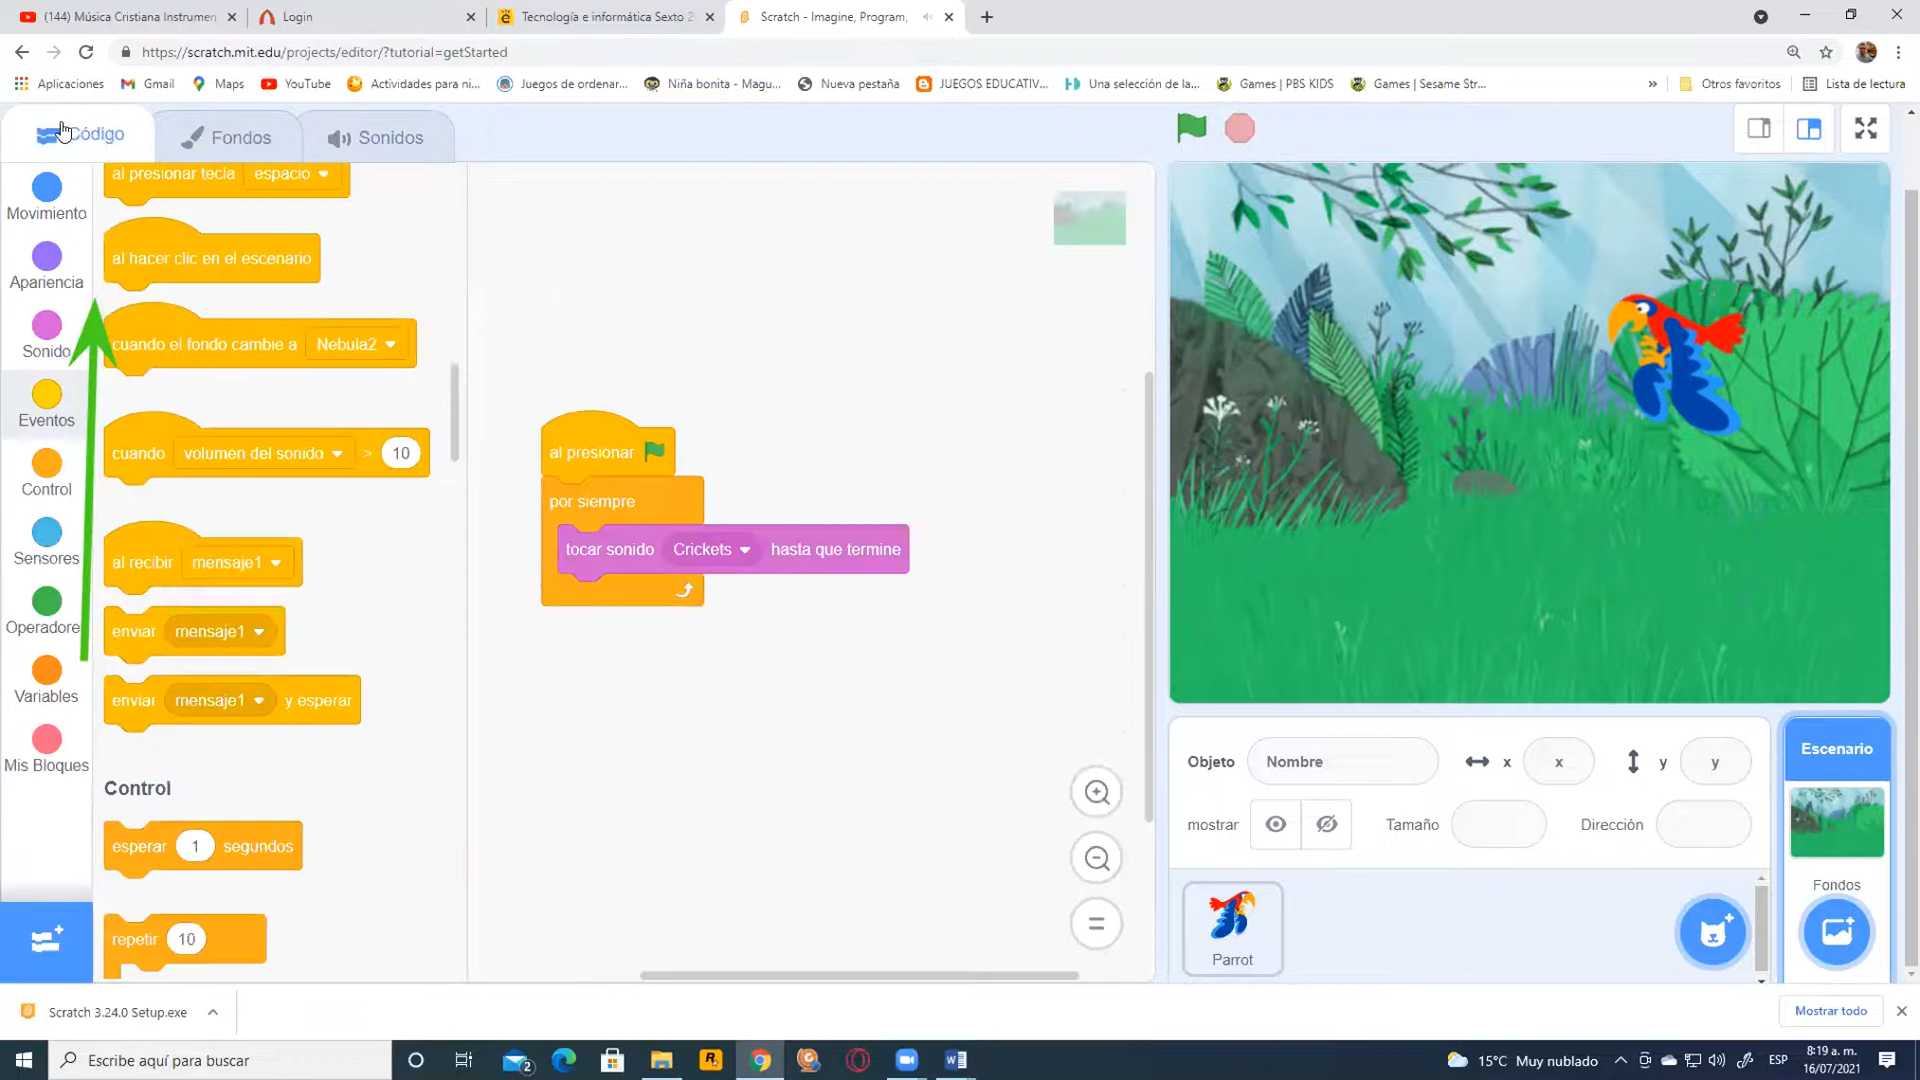 (144) Música Cristiana Instrumen
Login
Tecnología e informática Sexto 2
Scratch - Imagine, Program,
https://scratch.mit.edu/projects/editor/?tutorial=getStarted
Aplicaciones
Gmail
Maps
YouTube
Actividades para ni...
Juegos de ordenar...
Niña bonita - Magu...
Nueva pestaña
JUEGOS EDUCATIV...
Una selección de la...
Games | PBS KIDS
Games | Sesame Str...
»
Otros favoritos
Lista de lectura
Código
Fondos
Sonidos
Movimiento
Apariencia
Sonido
Eventos
Control
Sensores
Operadore
Variables
Mis Bloques
al presionar tecla espacio
al hacer clic en el escenario
cuando el fondo cambie a Nebula2
cuando volumen del sonido > 10
al recibir mensaje1
enviar mensaje1
enviar mensaje1 y esperar
Control
esperar 1 segundos
repetir 10
al presionar
por siempre
tocar sonido Crickets hasta que termine
Objeto Nombre x x y y
mostrar Tamaño Dirección
Parrot
Escenario
Fondos
Scratch 3.24.0 Setup.exe
Mostrar todo
Escribe aquí para buscar
2
15°C Muy nublado
ESP
8:19 a. m.
16/07/2021